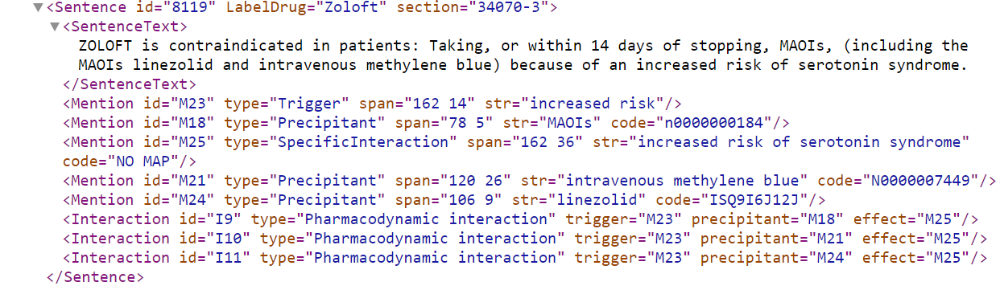 ▼<Sentence id="8119" LabelDrug="Zoloft" section="34070-3">
▼<SentenceText>
ZOLOFT is contraindicated in patients: Taking, or within 14 days of stopping, MAOIs, (including the
MAOIs linezolid and intravenous methylene blue) because of an increased risk of serotonin syndrome.
</SentenceText>
<Mention id="M23" type="Trigger" span="162 14" str="increased risk"/>
<Mention id="M18" type="Precipitant" span="78 5" str="MAOIs" code="n0000000184"/>
<Mention id="M25" type="SpecificInteraction" span="162 36" str="increased risk of serotonin syndrome"
code="NO MAP"/>
<Mention id="M21" type="Precipitant" span="120 26" str="intravenous methylene blue" code="N0000007449"/>
<Mention id="M24" type="Precipitant" span="106 9" str="linezolid" code="ISQ9I6J12J"/>
<Interaction id="I9" type="Pharmacodynamic interaction" trigger="M23" precipitant="M18" effect="M25"/>
<Interaction id="I10" type="Pharmacodynamic interaction" trigger="M23" precipitant="M21" effect="M25"/>
<Interaction id="I11" type="Pharmacodynamic interaction" trigger="M23" precipitant="M24" effect="M25"/>
</Sentence>